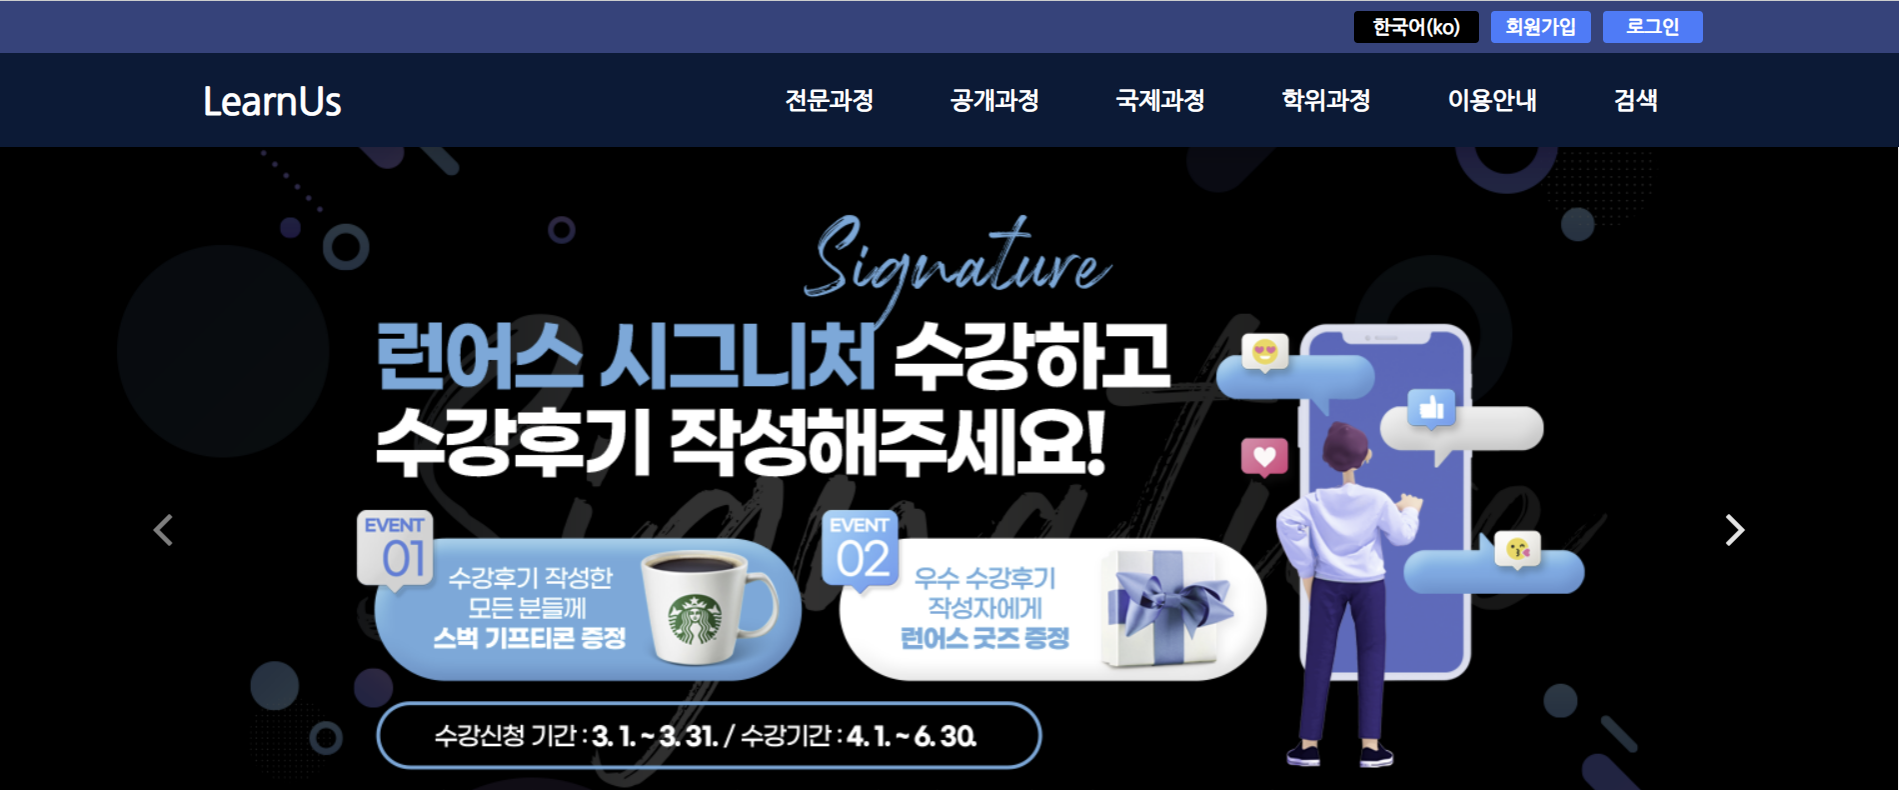 한국어(ko) 회원가입 로그인
LearnUs 전문과정 공개과정 국제과정 학위과정 이용안내 검색
Signature
런어스 시그니처 수강하고
수강후기 작성해주세요!
EVENT
01
수강후기 작성한
모든 분들께
스벅 기프티콘 증정
EVENT
02
우수 수강후기
작성자에게
런어스 굿즈 증정
수강신청 기간 : 3. 1. ~ 3. 31. / 수강기간 : 4. 1. ~ 6. 30.
Signature